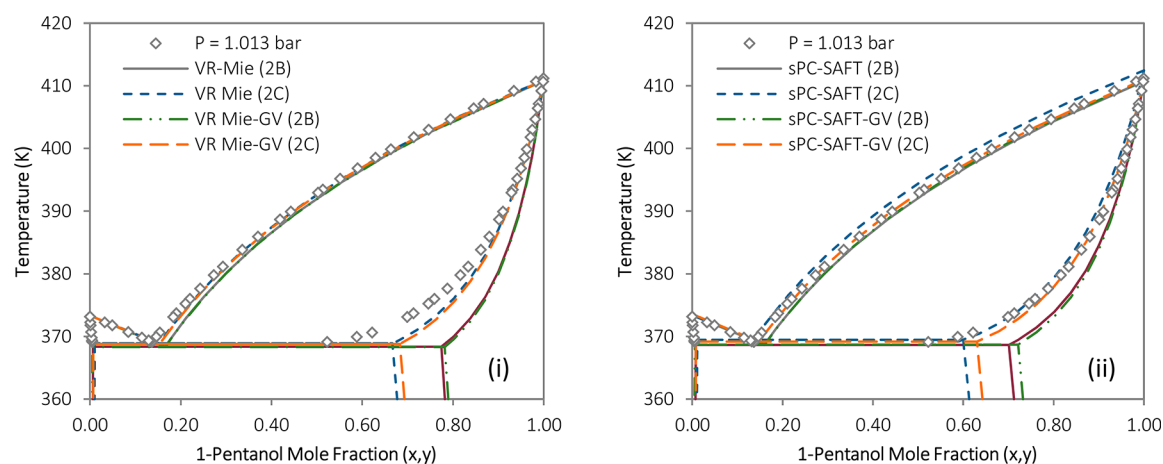 420
410
400
390
380
370
360
Temperature (K)
P = 1.013 bar
VR-Mie (2B)
VR Mie (2C)
VR Mie-GV (2B)
VR Mie-GV (2C)
(i)
0.00 0.20 0.40 0.60 0.80 1.00
1-Pentanol Mole Fraction (x,y)
420
410
400
390
380
370
360
Temperature (K)
P = 1.013 bar
sPC-SAFT (2B)
sPC-SAFT (2C)
sPC-SAFT-GV (2B)
sPC-SAFT-GV (2C)
(ii)
0.00 0.20 0.40 0.60 0.80 1.00
1-Pentanol Mole Fraction (x,y)